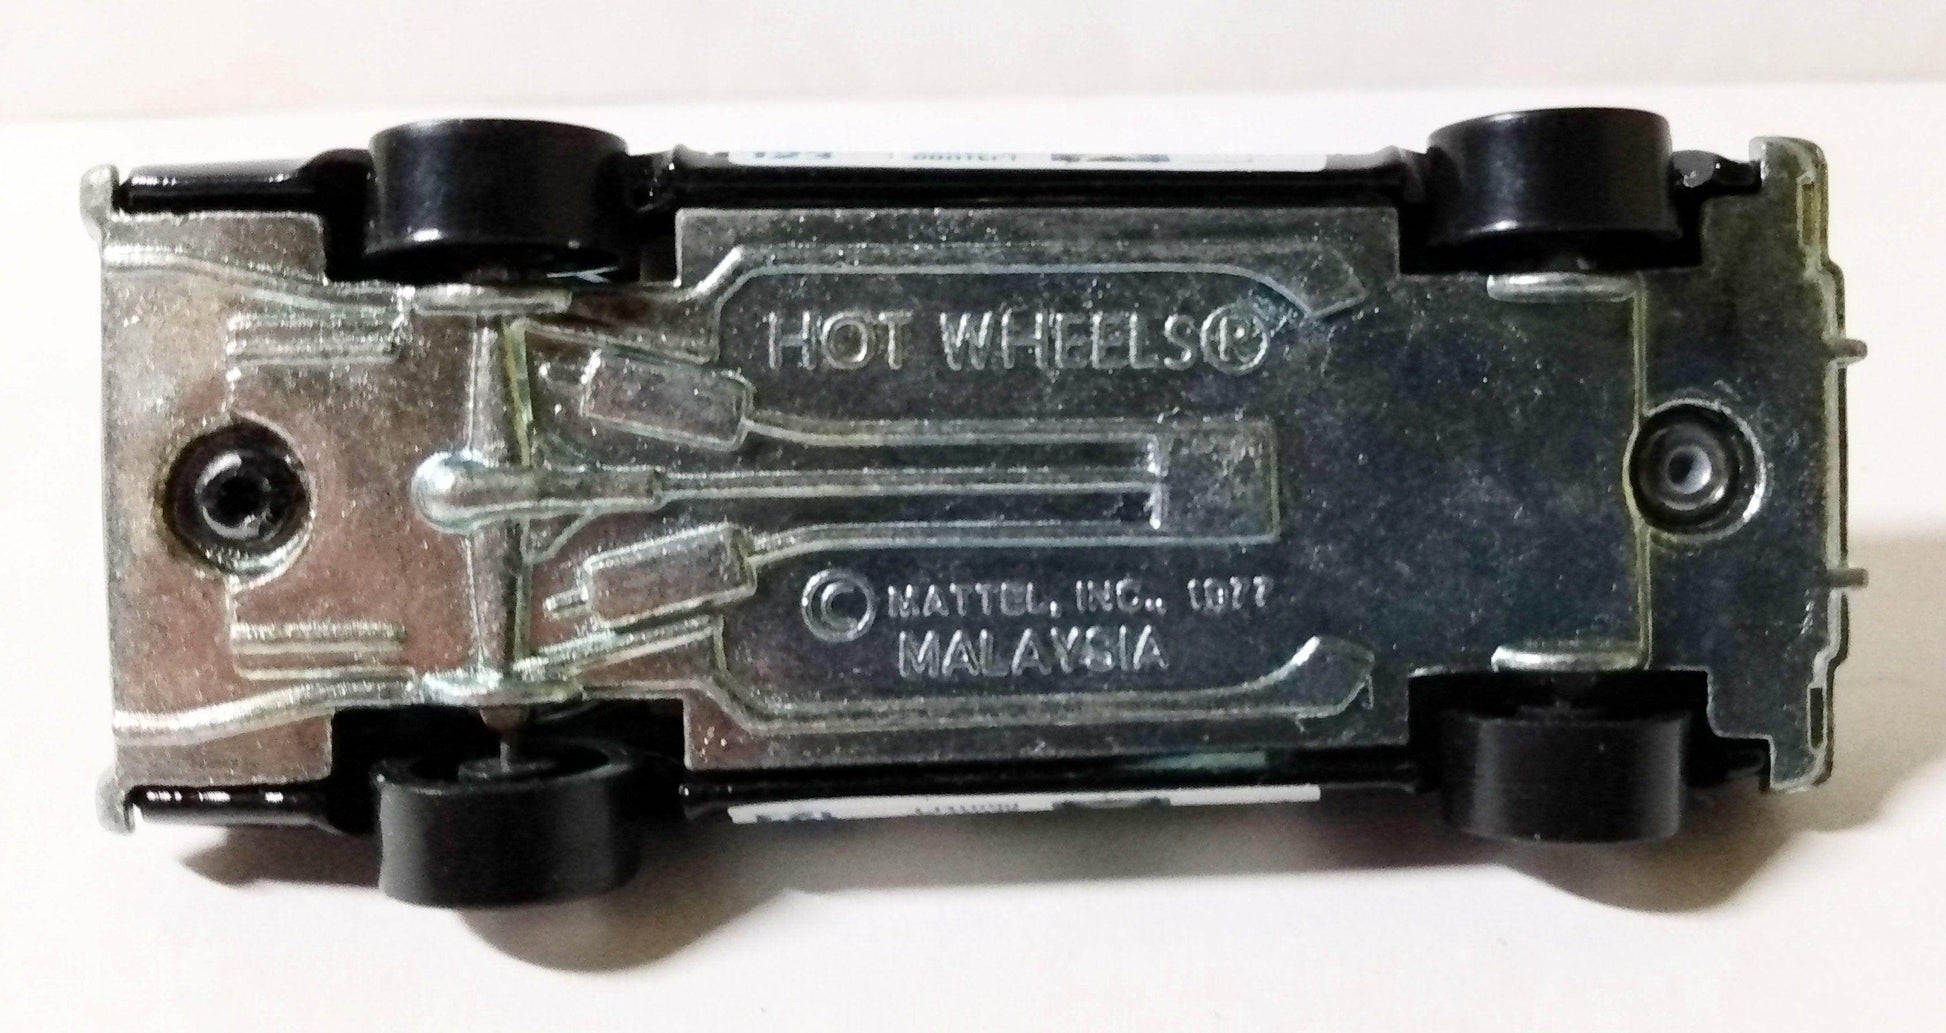 HOT WHEELS®
© MATTEL, INC., 1977
MALAYSIA